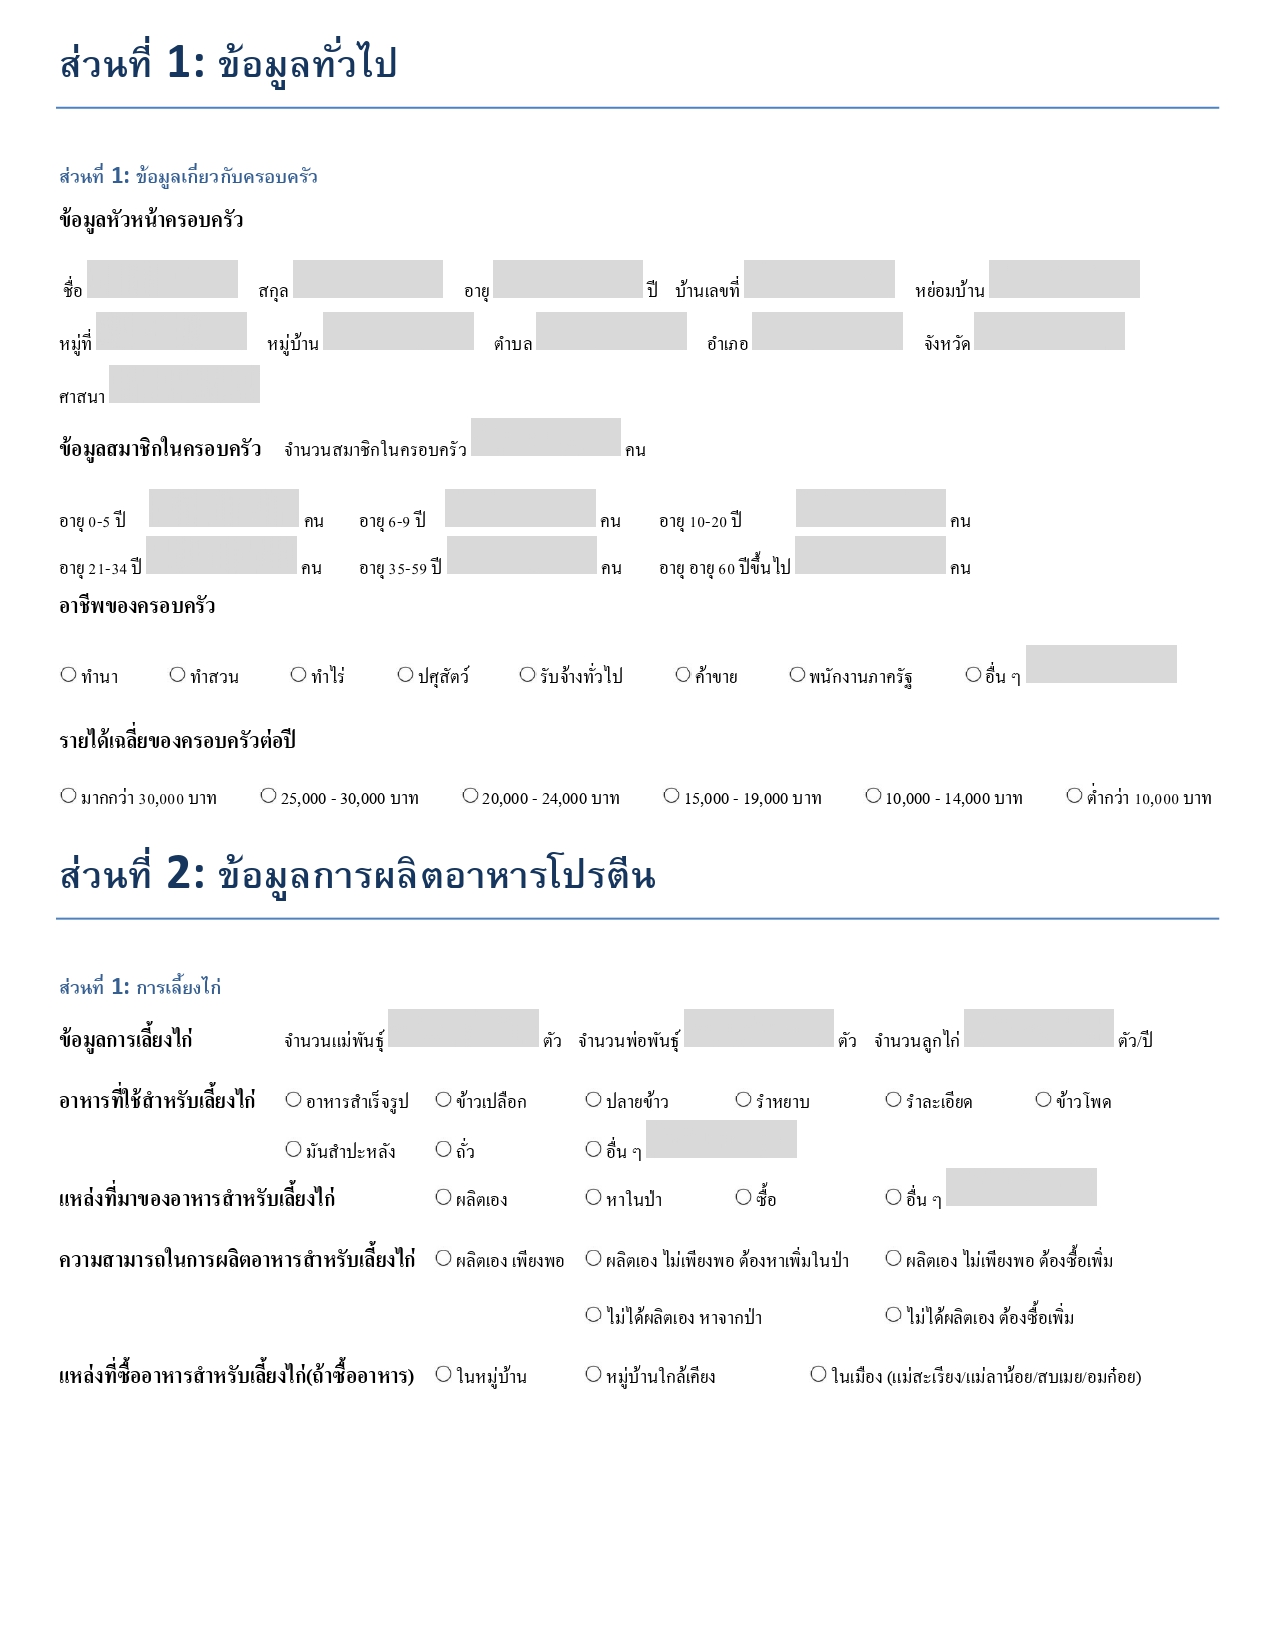 ส่วนที่ 1: ข้อมูลทั่วไป
ส่วนที่ 1: ข้อมูลเกี่ยวกับครอบครัว
ข้อมูลหัวหน้าครอบครัว
ชื่อ สกุล อายุ ปี บ้านเลขที่ หย่อมบ้าน
หมู่ที่ หมู่บ้าน ตำบล อำเภอ จังหวัด
ศาสนา
ข้อมูลสมาชิกในครอบครัว จำนวนสมาชิกในครอบครัว คน
อายุ 0-5 ปี คน อายุ 6-9 ปี คน อายุ 10-20 ปี คน
อายุ 21-34 ปี คน อายุ 35-59 ปี คน อายุ อายุ 60 ปีขึ้นไป คน
อาชีพของครอบครัว
ทำนา ทำสวน ทำไร่ ปศุสัตว์ รับจ้างทั่วไป ค้าขาย พนักงานภาครัฐ อื่น ๆ
รายได้เฉลี่ยของครอบครัวต่อปี
มากกว่า 30,000 บาท 25,000 - 30,000 บาท 20,000 - 24,000 บาท 15,000 - 19,000 บาท 10,000 - 14,000 บาท ต่ำกว่า 10,000 บาท
ส่วนที่ 2: ข้อมูลการผลิตอาหารโปรตีน
ส่วนที่ 1: การเลี้ยงไก่
ข้อมูลการเลี้ยงไก่ จำนวนแม่พันธุ์ ตัว จำนวนพ่อพันธุ์ ตัว จำนวนลูกไก่ ตัว/ปี
อาหารที่ใช้สำหรับเลี้ยงไก่ อาหารสำเร็จรูป ข้าวเปลือก ปลายข้าว รำหยาบ รำละเอียด ข้าวโพด
มันสำปะหลัง ถั่ว อื่น ๆ
แหล่งที่มาของอาหารสำหรับเลี้ยงไก่ ผลิตเอง หาในป่า ซื้อ อื่น ๆ
ความสามารถในการผลิตอาหารสำหรับเลี้ยงไก่ ผลิตเอง เพียงพอ ผลิตเอง ไม่เพียงพอ ต้องหาเพิ่มในป่า ผลิตเอง ไม่เพียงพอ ต้องซื้อเพิ่ม
ไม่ได้ผลิตเอง หาจากป่า ไม่ได้ผลิตเอง ต้องซื้อเพิ่ม
แหล่งที่ซื้ออาหารสำหรับเลี้ยงไก่(ถ้าซื้ออาหาร) ในหมู่บ้าน หมู่บ้านใกล้เคียง ในเมือง (แม่สะเรียง/แม่ลาน้อย/สบเมย/อมก๋อย)